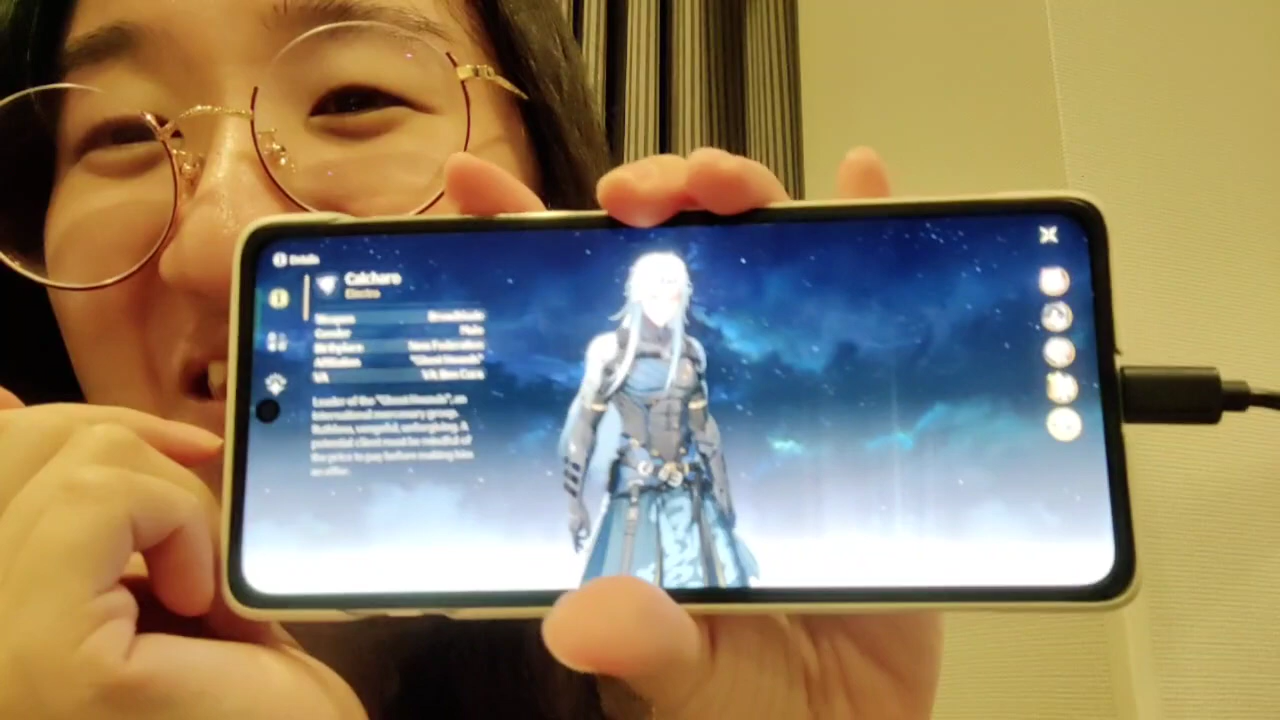 Details
Calcharo
Electro
Weapon Broadblade
Gender Male
Birthplace New Federation
Affiliation "Ghost Hounds"
VA VA Ben Cura
Leader of the "Ghost Hounds", an
international mercenary group.
Ruthless, vengeful, unforgiving. A
potential client must be mindful of
the price to pay before making him
an offer.